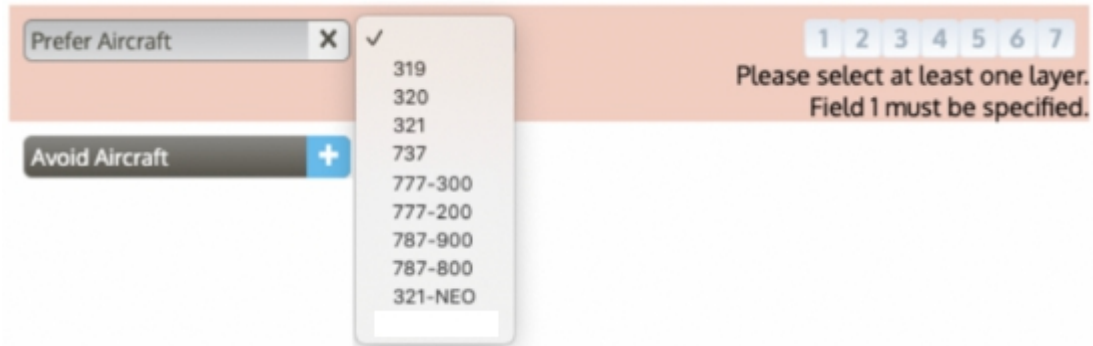 Prefer Aircraft ✕ ✓ 1 2 3 4 5 6 7
319
Please select at least one layer.
320
Field 1 must be specified.
321
737
Avoid Aircraft +
777-300
777-200
787-900
787-800
321-NEO